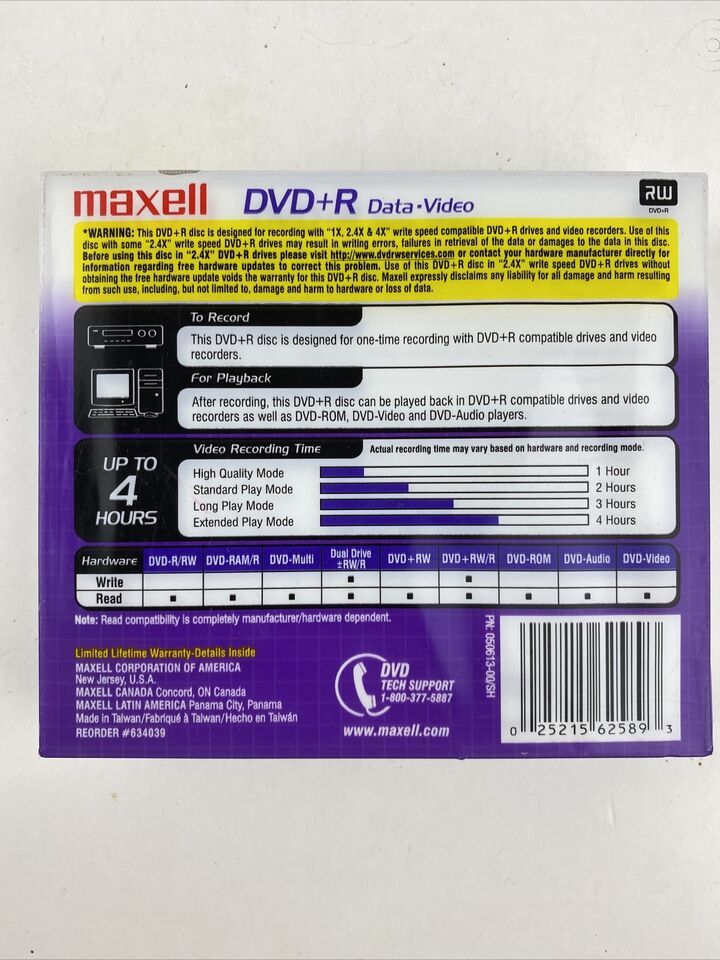 maxell DVD+R Data•Video
RW
DVD+R
*WARNING: This DVD+R disc is designed for recording with "1X, 2.4X & 4X" write speed compatible DVD+R drives and video recorders. Use of this
disc with some "2.4X" write speed DVD+R drives may result in writing errors, failures in retrieval of the data or damages to the data in this disc.
Before using this disc in "2.4X" DVD+R drives please visit http://www.dvdrwservices.com or contact your hardware manufacturer directly for
information regarding free hardware updates to correct this problem. Use of this DVD+R disc in "2.4X" write speed DVD+R drives without
obtaining the free hardware update voids the warranty for this DVD+R disc. Maxell expressly disclaims any liability for all damage and harm resulting
from such use, including, but not limited to, damage and harm to hardware or loss of data.
To Record
This DVD+R disc is designed for one-time recording with DVD+R compatible drives and video
recorders.
For Playback
After recording, this DVD+R disc can be played back in DVD+R compatible drives and video
recorders as well as DVD-ROM, DVD-Video and DVD-Audio players.
UP TO
4
HOURS
Video Recording Time Actual recording time may vary based on hardware and recording mode.
High Quality Mode 1 Hour
Standard Play Mode 2 Hours
Long Play Mode 3 Hours
Extended Play Mode 4 Hours
Hardware DVD-R/RW DVD-RAM/R DVD-Multi Dual Drive ±RW/R DVD+RW DVD+RW/R DVD-ROM DVD-Audio DVD-Video
Write ▪ ▪
Read ▪ ▪ ▪ ▪ ▪ ▪ ▪ ▪ ▪
Note: Read compatibility is completely manufacturer/hardware dependent.
Limited Lifetime Warranty-Details Inside
MAXELL CORPORATION OF AMERICA
New Jersey, U.S.A.
MAXELL CANADA Concord, ON Canada
MAXELL LATIN AMERICA Panama City, Panama
Made in Taiwan/Fabriqué à Taiwan/Hecho en Taiwán
REORDER #634039
DVD
TECH SUPPORT
1-800-377-5887
www.maxell.com
PN: 050613-00/SH
0 25215 62589 3